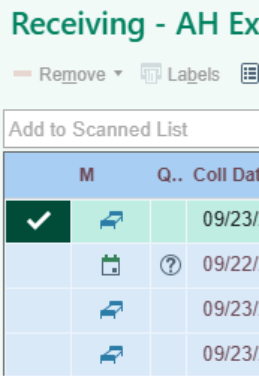 Receiving - AH Ex
Remove Labels
Add to Scanned List
M Q.. Coll Dat
09/23/
09/22/
09/23/
09/23/